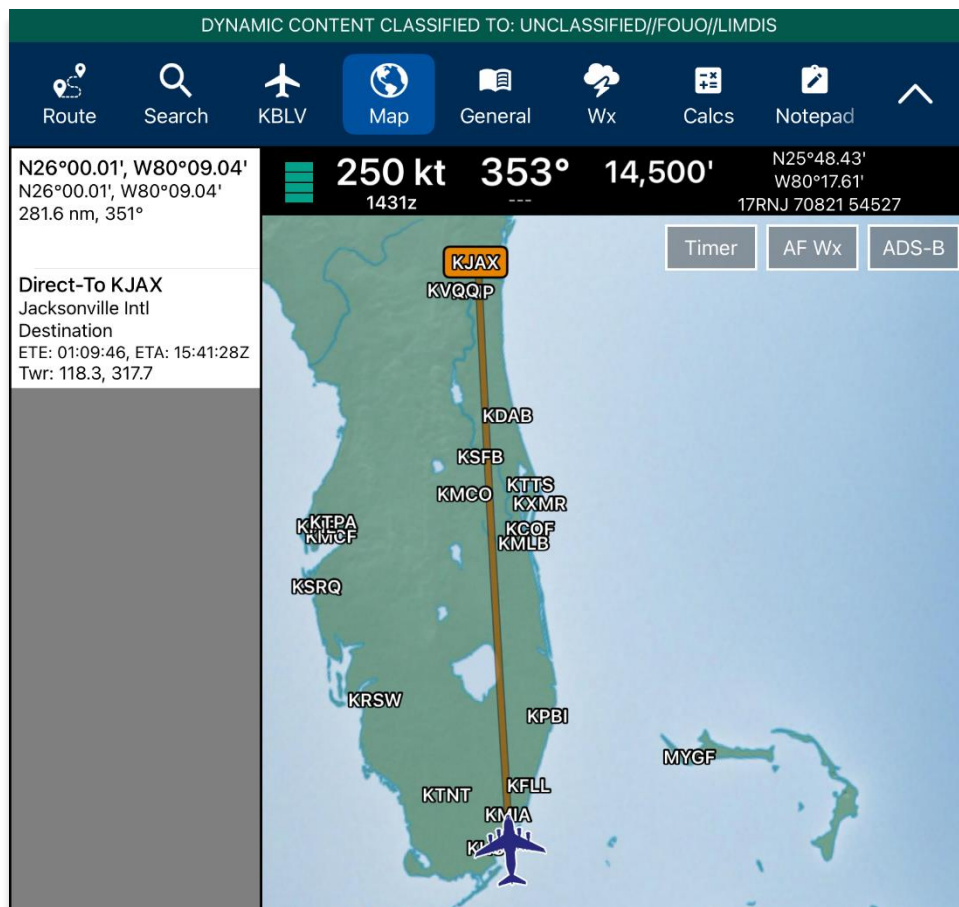 DYNAMIC CONTENT CLASSIFIED TO: UNCLASSIFIED//FOUO//LIMDIS
Route
Search
KBLV
Map
General
Wx
Calcs
Notepad
N26°00.01', W80°09.04'
N26°00.01', W80°09.04'
281.6 nm, 351°
Direct-To KJAX
Jacksonville Intl
Destination
ETE: 01:09:46, ETA: 15:41:28Z
Twr: 118.3, 317.7
250 kt
1431z
353°
---
14,500'
N25°48.43'
W80°17.61'
17RNJ 70821 54527
Timer
AF Wx
ADS-B
KJAX
KVQQ
KDAB
KSFB
KTTS
KMCO
KXMR
KTPA
KMCF
KCOF
KMLB
KSRQ
KRSW
KPBI
MYGF
KFLL
KTNT
KMIA